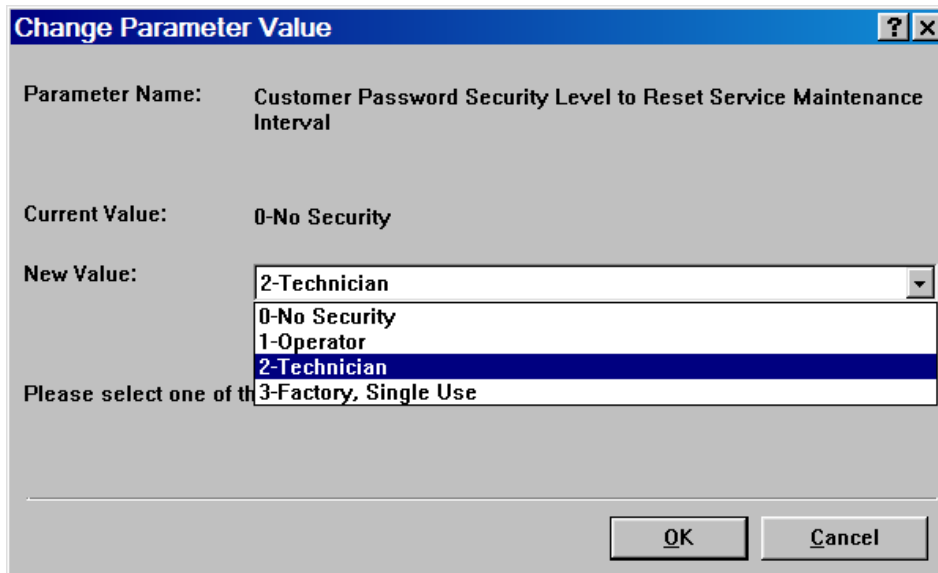 Change Parameter Value
Parameter Name:
Customer Password Security Level to Reset Service Maintenance
Interval
Current Value:
0-No Security
New Value:
2-Technician
0-No Security
1-Operator
2-Technician
3-Factory, Single Use
Please select one of th
OK
Cancel